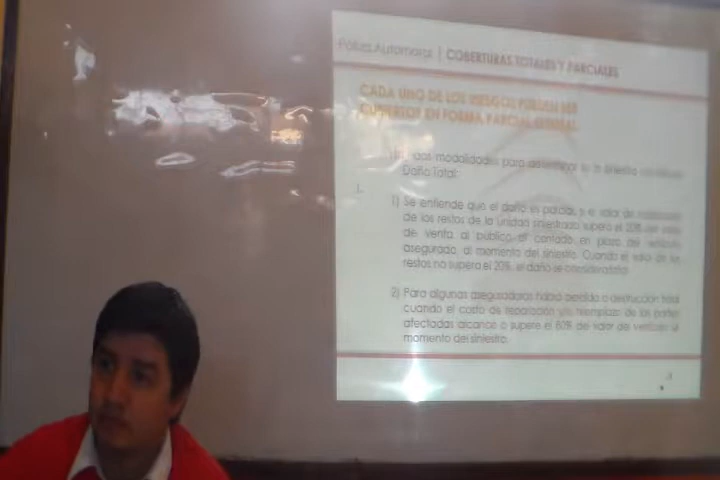 Póliza Automotor | COBERTURAS TOTALES Y PARCIALES
CADA UNO DE LOS RIESGOS PUEDEN SER
CUBIERTOS EN FORMA PARCIAL
dos modalidades para determinar si el siniestro
Daño Total:
1) Se entiende que el daño es parcial, si el valor de
de los restos de la unidad siniestrada supera el 20% del
de venta al público al contado en plaza del vehículo
asegurado, al momento del siniestro. Cuando el valor de los
restos no supera el 20%, el daño se considera total
2) Para algunas aseguradoras habrá pérdida o destrucción total
cuando el costo de reparación y/o reemplazo de las partes
afectadas alcance o supere el 80% del valor del vehículo al
momento del siniestro.